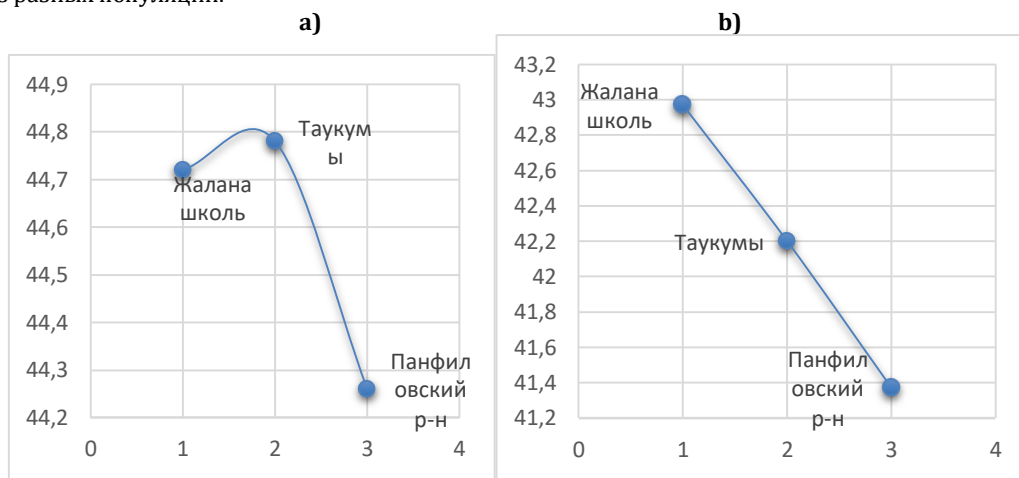 з разных популяций.
a)
b)
44,9
44,8
44,7
44,6
44,5
44,4
44,3
44,2
0
1
2
3
4
Жалана
школь
Таукум
ы
Панфил
овский
р-н
43,2
43
42,8
42,6
42,4
42,2
42
41,8
41,6
41,4
41,2
0
1
2
3
4
Жалана
школь
Таукумы
Панфил
овский
р-н